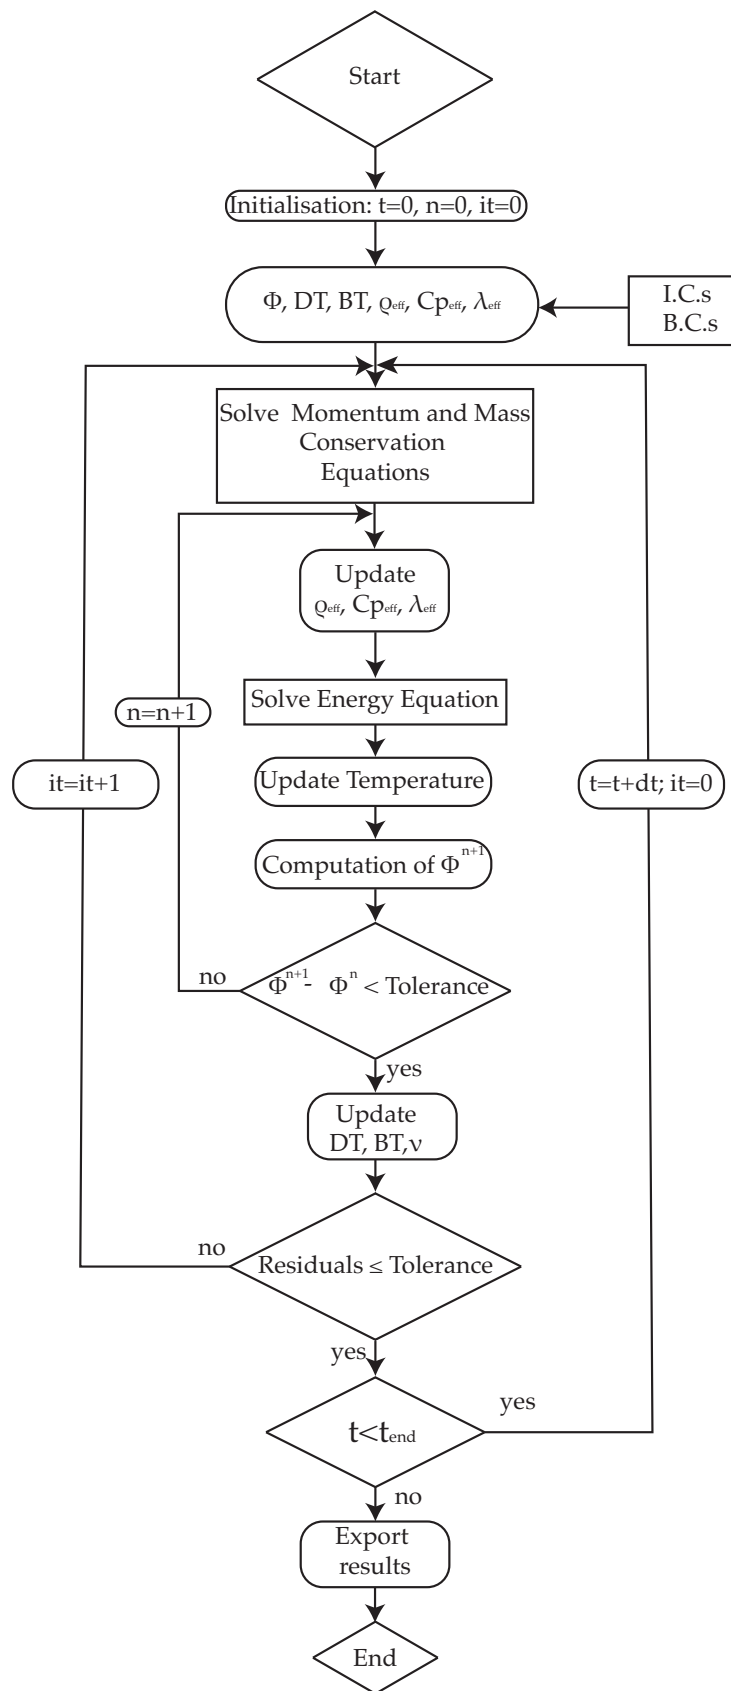 Start
Initialisation: t=0, n=0, it=0
Φ, DT, BT, ϱeff, Cpeff, λeff
I.C.s
B.C.s
Solve Momentum and Mass
Conservation
Equations
Update
ϱeff, Cpeff, λeff
Solve Energy Equation
n=n+1
Update Temperature
it=it+1
t=t+dt; it=0
Computation of Φⁿ⁺¹
no
Φⁿ⁺¹- Φⁿ < Tolerance
yes
Update
DT, BT,ν
no
Residuals ≤ Tolerance
yes
yes
t<tend
no
Export
results
End